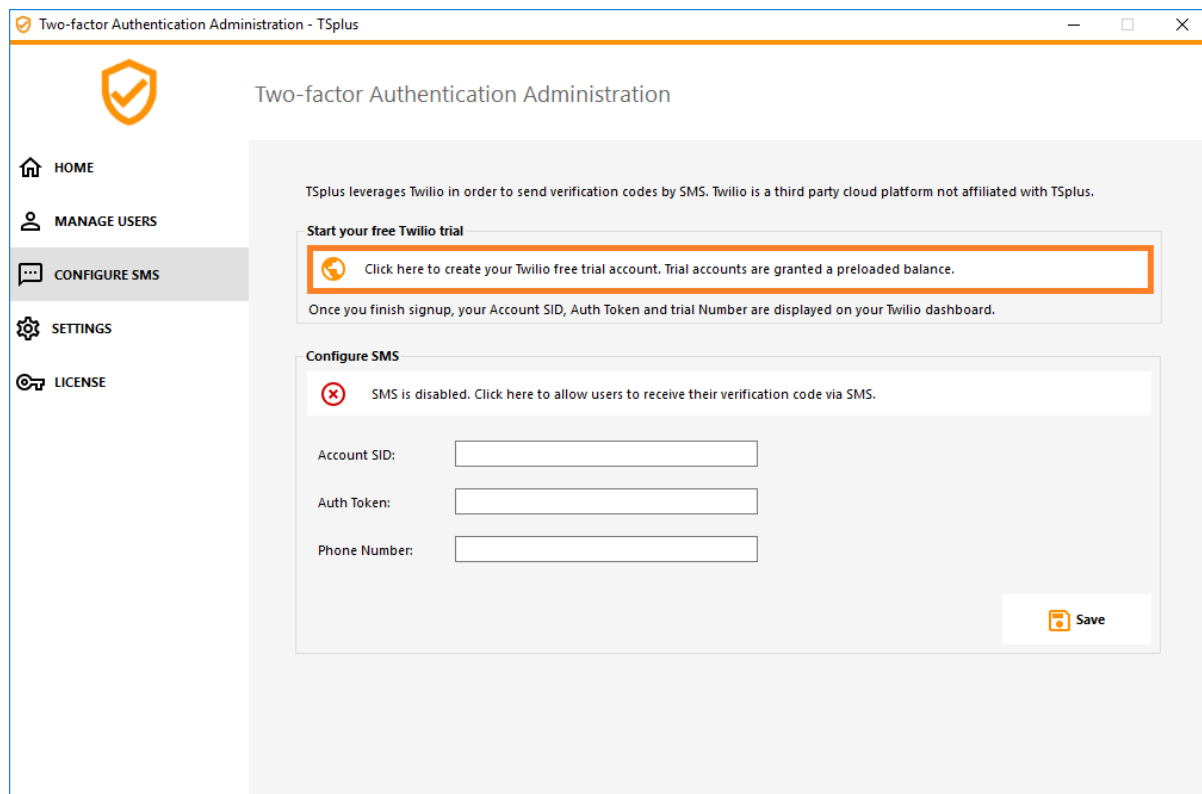 Two-factor Authentication Administration - TSplus
Two-factor Authentication Administration
HOME
MANAGE USERS
CONFIGURE SMS
SETTINGS
LICENSE
TSplus leverages Twilio in order to send verification codes by SMS. Twilio is a third party cloud platform not affiliated with TSplus.
Start your free Twilio trial
Click here to create your Twilio free trial account. Trial accounts are granted a preloaded balance.
Once you finish signup, your Account SID, Auth Token and trial Number are displayed on your Twilio dashboard.
Configure SMS
SMS is disabled. Click here to allow users to receive their verification code via SMS.
Account SID:
Auth Token:
Phone Number:
Save